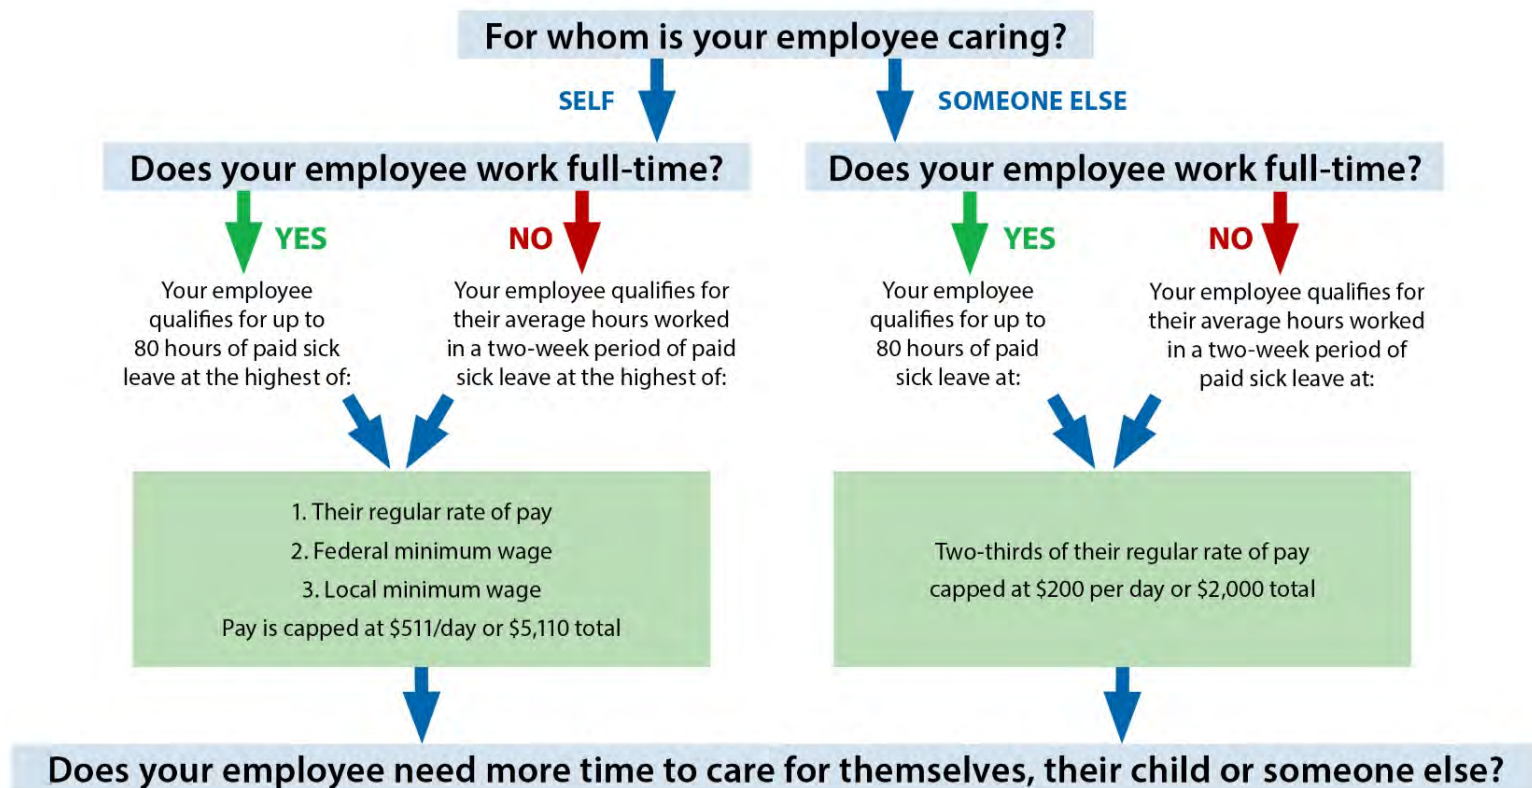 For whom is your employee caring?
SELF
SOMEONE ELSE
Does your employee work full-time?
Does your employee work full-time?
YES
NO
YES
NO
Your employee
qualifies for up to
80 hours of paid sick
leave at the highest of:
Your employee qualifies for
their average hours worked
in a two-week period of paid
sick leave at the highest of:
Your employee
qualifies for up to
80 hours of paid
sick leave at:
Your employee qualifies for
their average hours worked
in a two-week period of
paid sick leave at:
1. Their regular rate of pay
2. Federal minimum wage
3. Local minimum wage
Pay is capped at $511/day or $5,110 total
Two-thirds of their regular rate of pay
capped at $200 per day or $2,000 total
Does your employee need more time to care for themselves, their child or someone else?